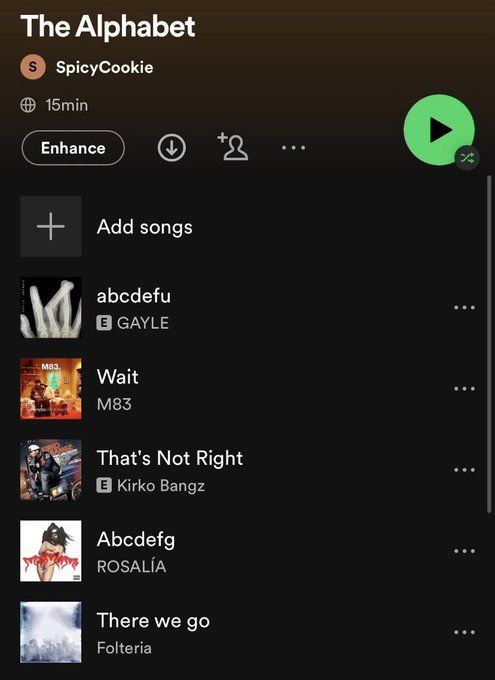 The Alphabet
S SpicyCookie
15min
Enhance
Add songs
abcdefu
E GAYLE
M83.
Wait
M83
That's Not Right
E Kirko Bangz
Abcdefg
ROSALÍA
There we go
Folteria